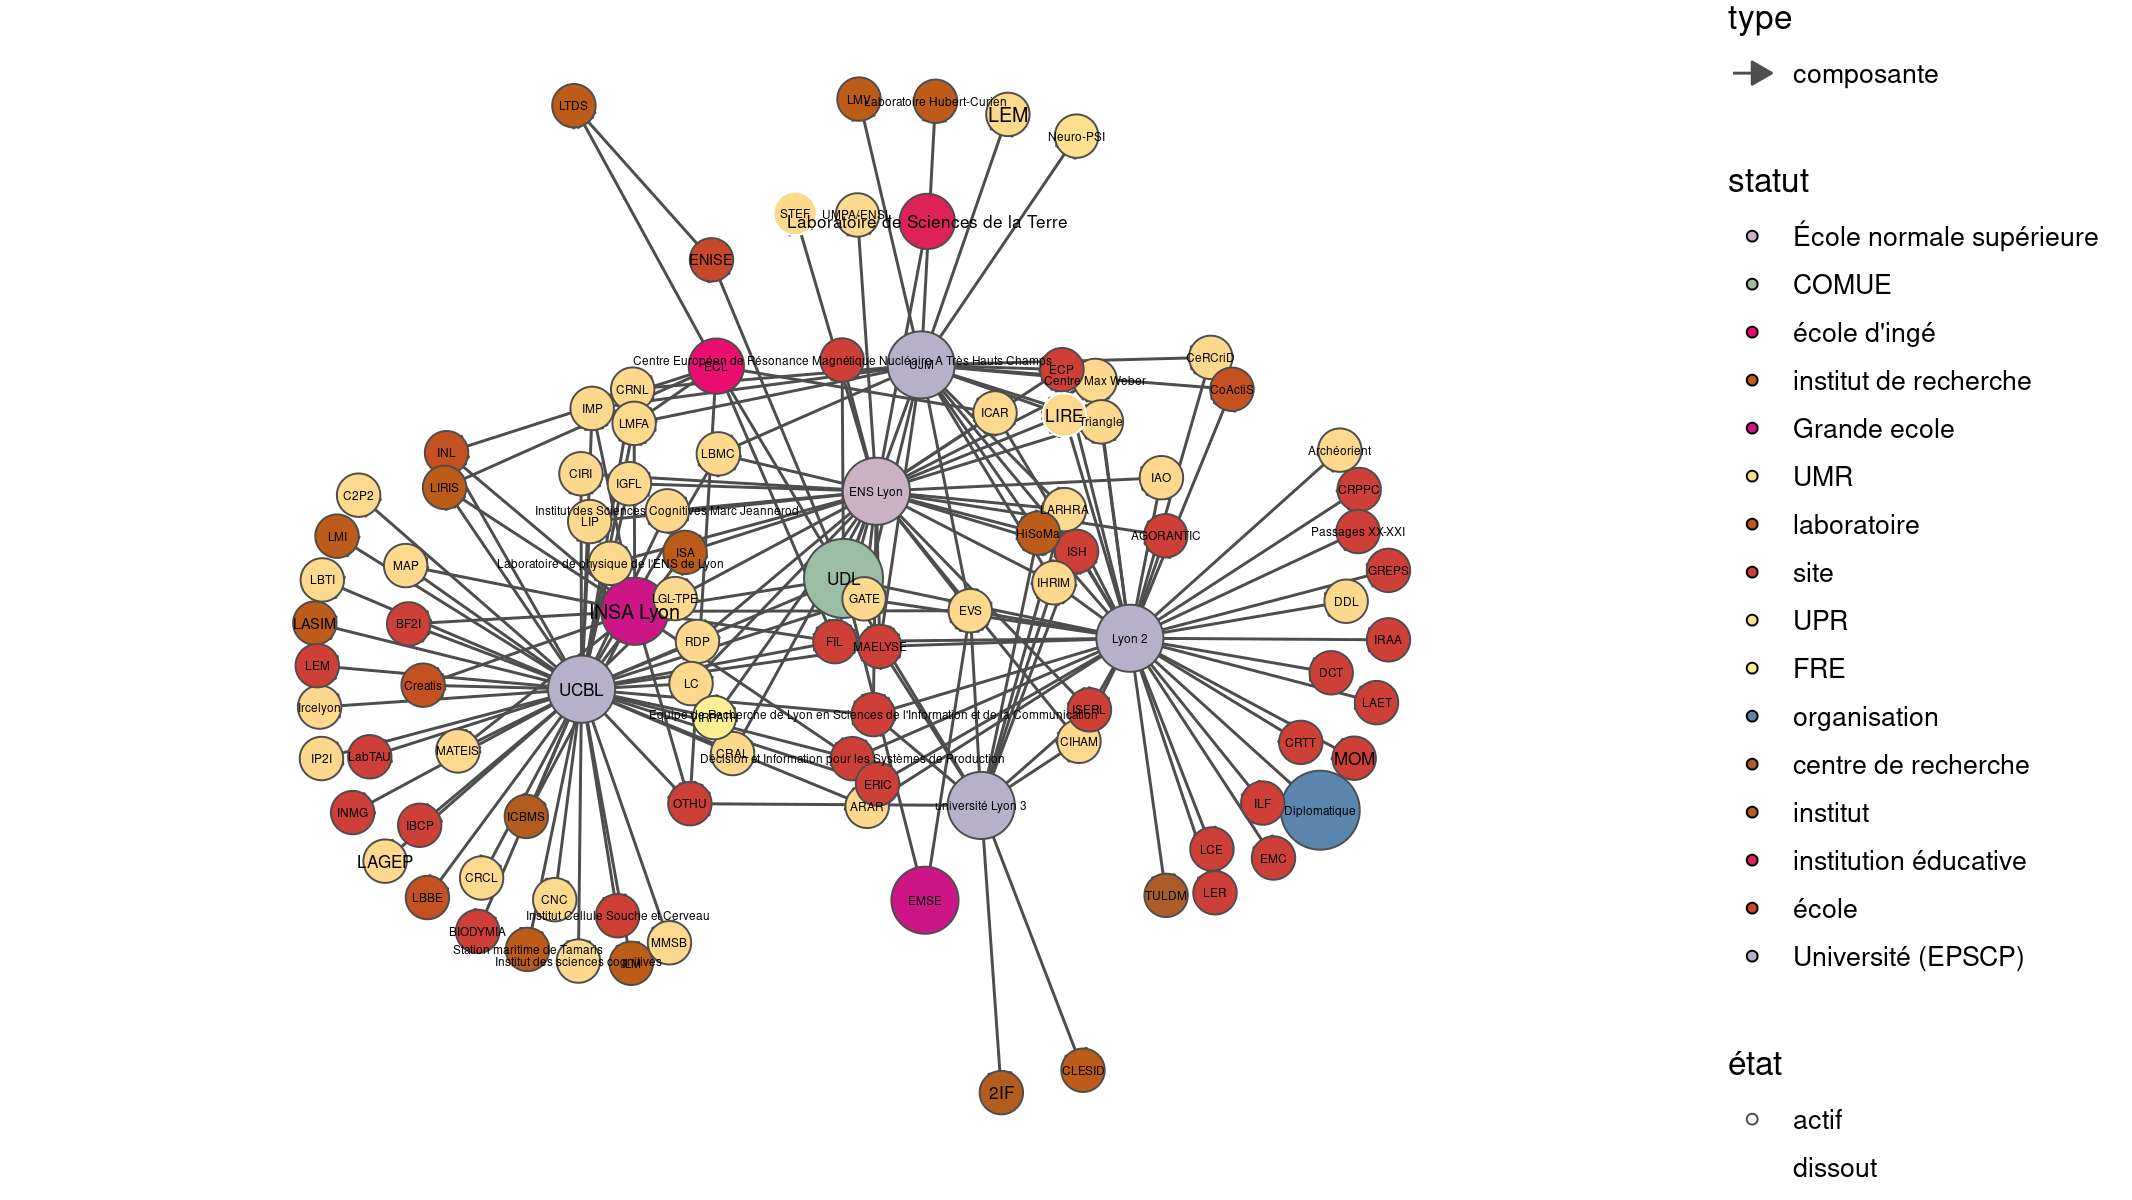 type
composante
statut
École normale supérieure
COMUE
école d'ingé
institut de recherche
Grande ecole
UMR
laboratoire
site
UPR
FRE
organisation
centre de recherche
institut
institution éducative
école
Université (EPSCP)
état
actif
dissout
LTDS
LMV
Laboratoire Hubert-Curien
LEM
Neuro-PSI
STEF
UMPA-ENSL
Laboratoire de Sciences de la Terre
ENISE
Centre Européen de Résonance Magnétique Nucléaire A Très Hauts Champs
ECL
UJM
ECP
CeRCriD
Centre Max Weber
CoActiS
CRNL
IMP
LMFA
ICAR
LIRE
Triangle
INL
LBMC
Archéorient
CIRI
IGFL
LIRIS
C2P2
ENS Lyon
IAO
CRPPC
Institut des Sciences Cognitives Marc Jeannerod
LIP
LARHRA
LMI
HiSoMa
AGORANTIC
Passages XX-XXI
ISA
ISH
Laboratoire de physique de l'ENS de Lyon
MAP
LBTI
UDL
IHRIM
GREPS
LGL-TPE
GATE
DDL
INSA Lyon
EVS
LASIM
BF2I
RDP
FIL
MAELYSE
Lyon 2
IRAA
LEM
Creatis
UCBL
LC
DCT
LAET
Ircelyon
Equipe de Recherche de Lyon en Sciences de l'Information et de la Communication
ISERL
CIHAM
CRTT
MOM
IP2I
LabTAU
MATEIS
CRAL
Décision et Information pour les Systèmes de Production
ERIC
OTHU
ARAR
université Lyon 3
ILF
Diplomatique
INMG
IBCP
ICBMS
LCE
EMC
LAGEP
CRCL
LBBE
CNC
EMSE
TULDM
LER
Institut Cellule Souche et Cerveau
BIODYMIA
MMSB
Station maritime de Tamaris
Institut des sciences cognitives
ILM
CLESID
2IF